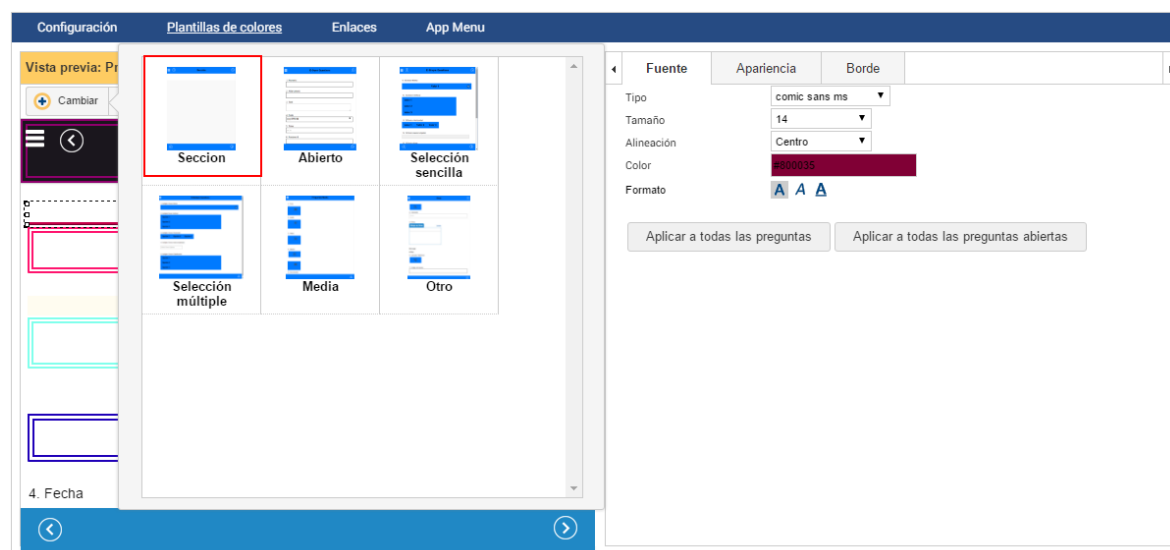 Configuración Plantillas de colores Enlaces App Menu
Vista previa: Pr
Cambiar
Seccion Abierto Selección
sencilla
Selección
múltiple
Media Otro
4. Fecha
Fuente Apariencia Borde
Tipo comic sans ms
Tamaño 14
Alineación Centro
Color #800035
Formato A A A
Aplicar a todas las preguntas Aplicar a todas las preguntas abiertas